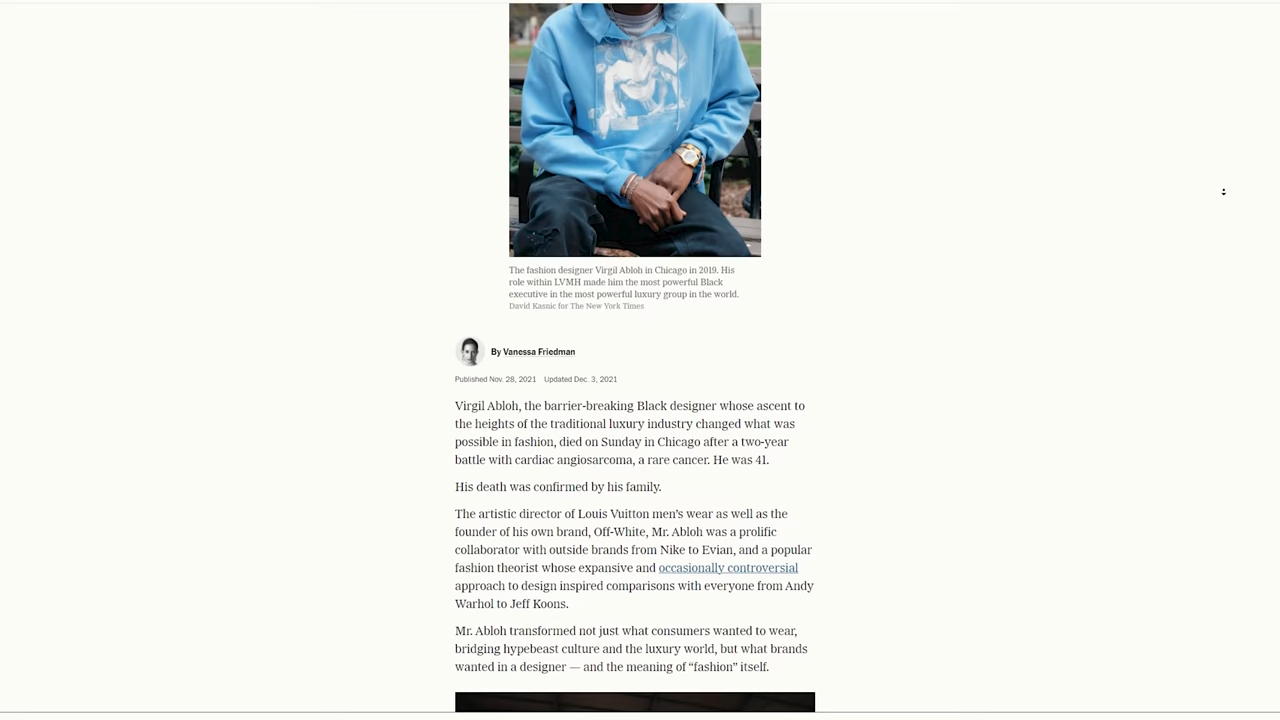 The fashion designer Virgil Abloh in Chicago in 2019. His
role within LVMH made him the most powerful Black
executive in the most powerful luxury group in the world.
David Kasnic for The New York Times
By Vanessa Friedman
Published Nov. 28, 2021 Updated Dec. 3, 2021
Virgil Abloh, the barrier-breaking Black designer whose ascent to
the heights of the traditional luxury industry changed what was
possible in fashion, died on Sunday in Chicago after a two-year
battle with cardiac angiosarcoma, a rare cancer. He was 41.
His death was confirmed by his family.
The artistic director of Louis Vuitton men’s wear as well as the
founder of his own brand, Off-White, Mr. Abloh was a prolific
collaborator with outside brands from Nike to Evian, and a popular
fashion theorist whose expansive and occasionally controversial
approach to design inspired comparisons with everyone from Andy
Warhol to Jeff Koons.
Mr. Abloh transformed not just what consumers wanted to wear,
bridging hypebeast culture and the luxury world, but what brands
wanted in a designer — and the meaning of “fashion” itself.